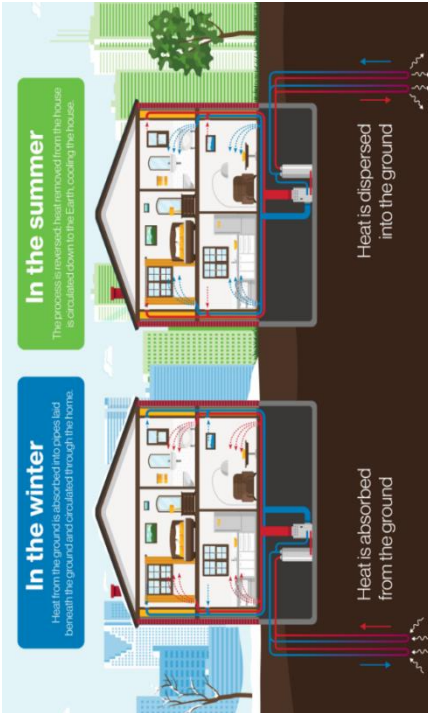 In the winter
Heat from the ground is absorbed into pipes laid
beneath the ground and circulated through the home.
Heat is absorbed
from the ground
In the summer
The process is reversed: heat removed from the house
is circulated down to the Earth, cooling the house.
Heat is dispersed
into the ground